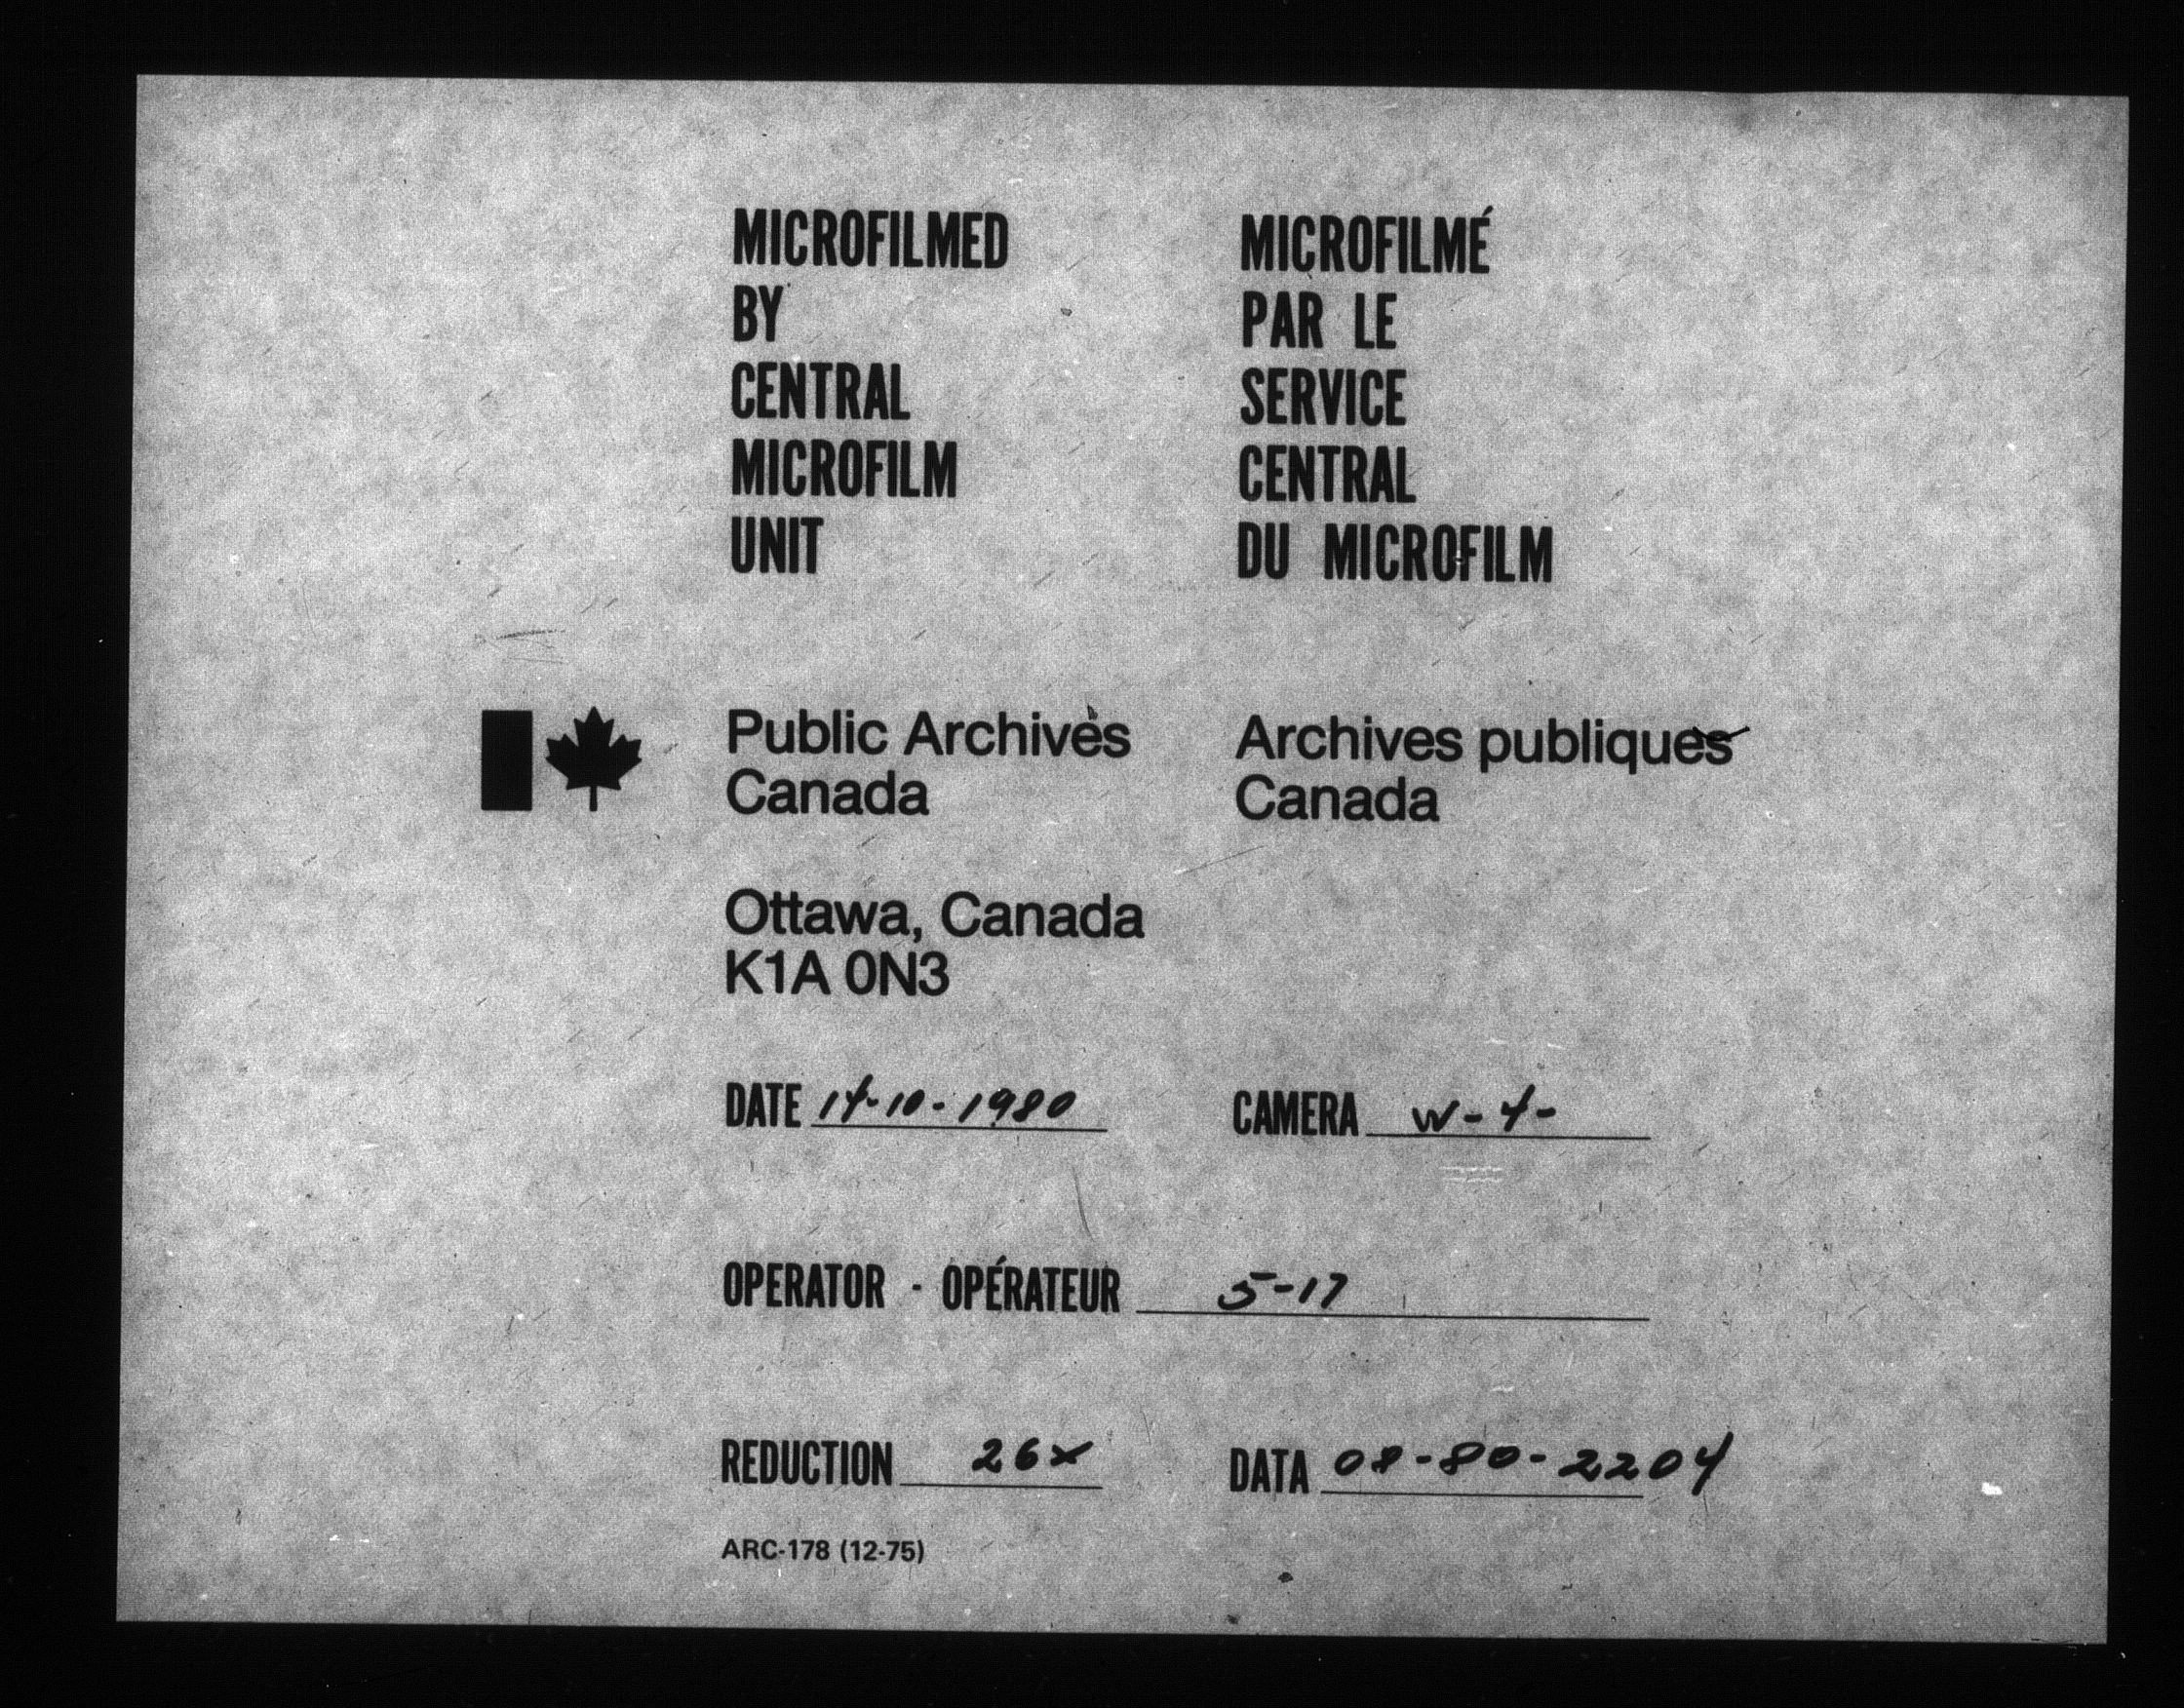 MICROFILMED
BY
CENTRAL
MICROFILM
UNIT
MICROFILMÉ
PAR LE
SERVICE
CENTRAL
DU MICROFILM
Public Archives
Canada
Archives publiques
Canada
Ottawa, Canada
K1A 0N3
DATE 14-10-1980
CAMERA W-4-
OPERATOR - OPÉRATEUR 5-17
REDUCTION 26x
DATA 08-80-2204
ARC-178 (12-75)